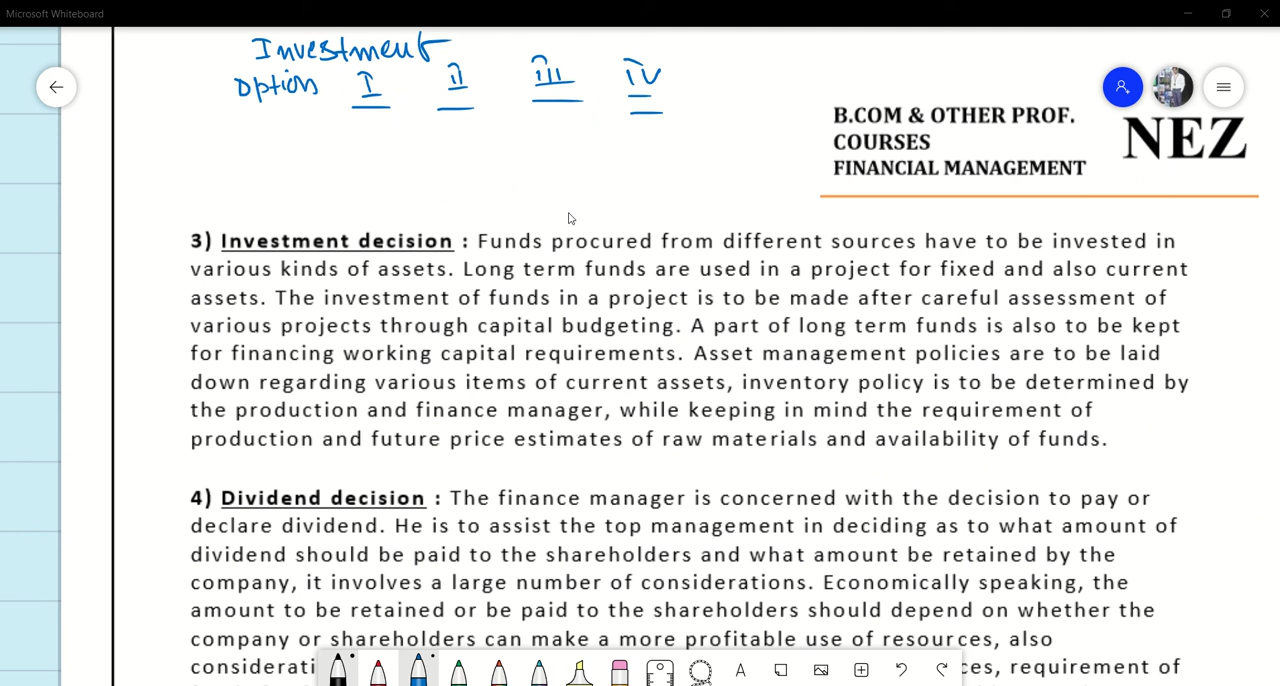 Microsoft Whiteboard
Investment
option I II III IV
B.COM & OTHER PROF.
COURSES
FINANCIAL MANAGEMENT
NEZ
3) Investment decision : Funds procured from different sources have to be invested in
various kinds of assets. Long term funds are used in a project for fixed and also current
assets. The investment of funds in a project is to be made after careful assessment of
various projects through capital budgeting. A part of long term funds is also to be kept
for financing working capital requirements. Asset management policies are to be laid
down regarding various items of current assets, inventory policy is to be determined by
the production and finance manager, while keeping in mind the requirement of
production and future price estimates of raw materials and availability of funds.
4) Dividend decision : The finance manager is concerned with the decision to pay or
declare dividend. He is to assist the top management in deciding as to what amount of
dividend should be paid to the shareholders and what amount be retained by the
company, it involves a large number of considerations. Economically speaking, the
amount to be retained or be paid to the shareholders should depend on whether the
company or shareholders can make a more profitable use of resources, also
considerati ces, requirement of